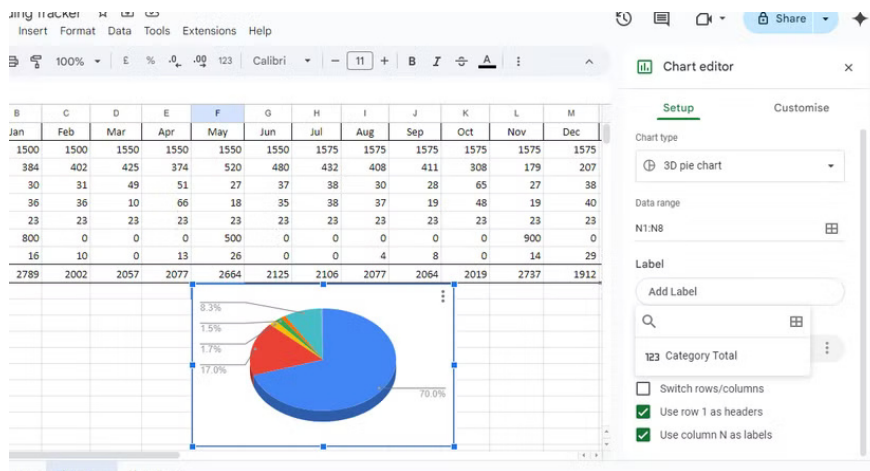 Insert Format Data Tools Extensions Help
Share
100% £ % .0 .00 123 Calibri 11 B I A
Chart editor
Setup Customise
Chart type
3D pie chart
Data range
N1:N8
Label
Add Label
Category Total
Switch rows/columns
Use row 1 as headers
Use column N as labels
B C D E F G H I J K L M
Jan Feb Mar Apr May Jun Jul Aug Sep Oct Nov Dec
1500 1500 1550 1550 1550 1550 1575 1575 1575 1575 1575 1575
384 402 425 374 520 480 432 408 411 308 179 207
30 31 49 51 27 37 38 30 28 65 27 38
36 36 10 66 18 35 38 37 19 48 19 40
23 23 23 23 23 23 23 23 23 23 23 23
800 0 0 0 500 0 0 0 0 0 900 0
16 10 0 13 26 0 0 4 8 0 14 29
2789 2002 2057 2077 2664 2125 2106 2077 2064 2019 2737 1912
8.3%
1.5%
1.7%
17.0%
70.0%